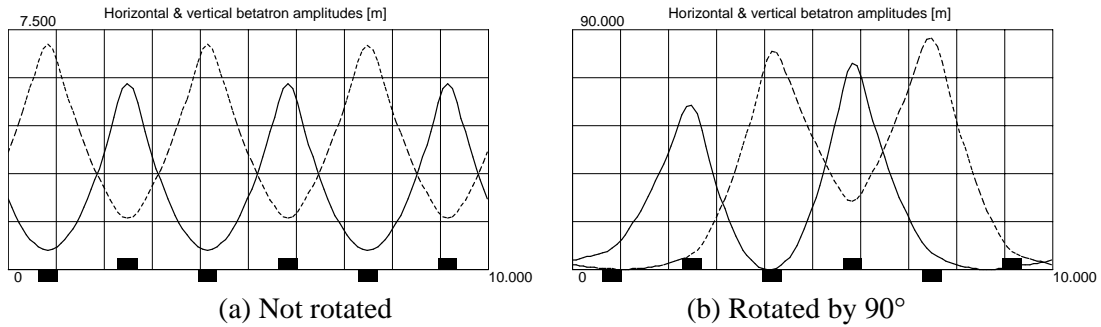 Horizontal & vertical betatron amplitudes [m]
7.500
0
10.000
(a) Not rotated
Horizontal & vertical betatron amplitudes [m]
90.000
0
10.000
(b) Rotated by 90°